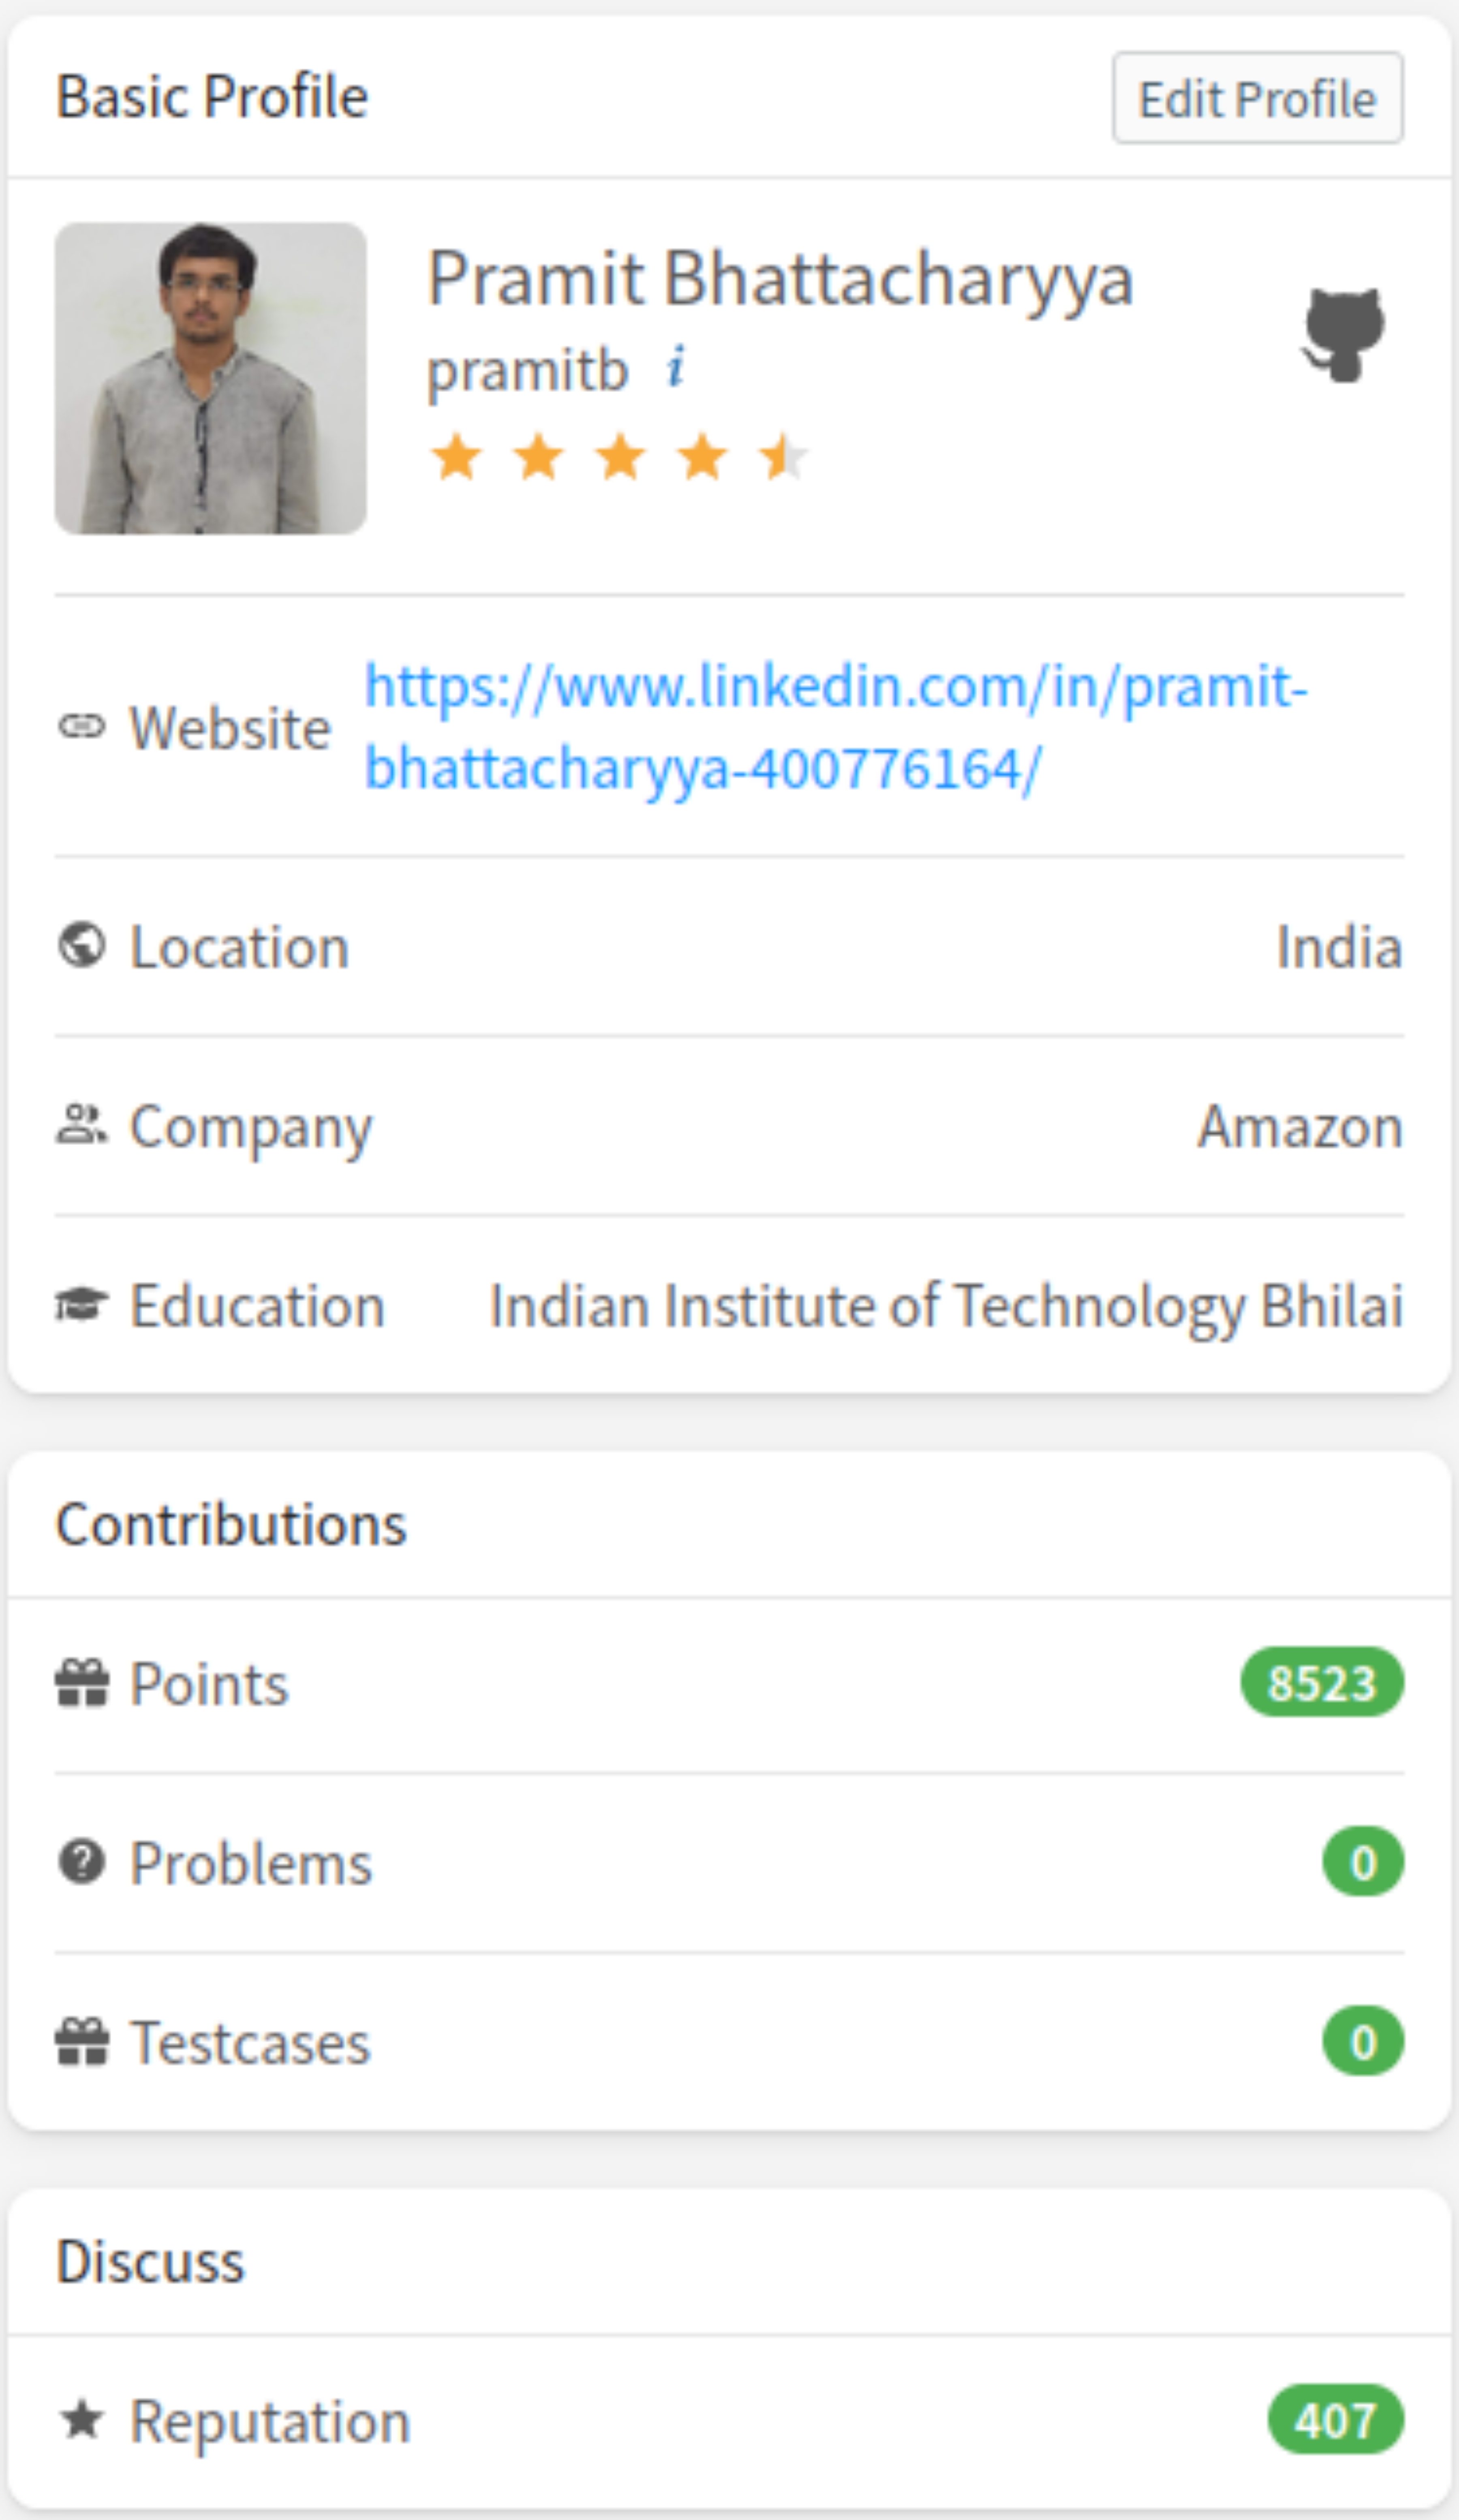 Basic Profile
Edit Profile
Pramit Bhattacharyya
pramitb i
Website
https://www.linkedin.com/in/pramit-
bhattacharyya-400776164/
Location India
Company Amazon
Education Indian Institute of Technology Bhilai
Contributions
Points 8523
Problems 0
Testcases 0
Discuss
Reputation 407